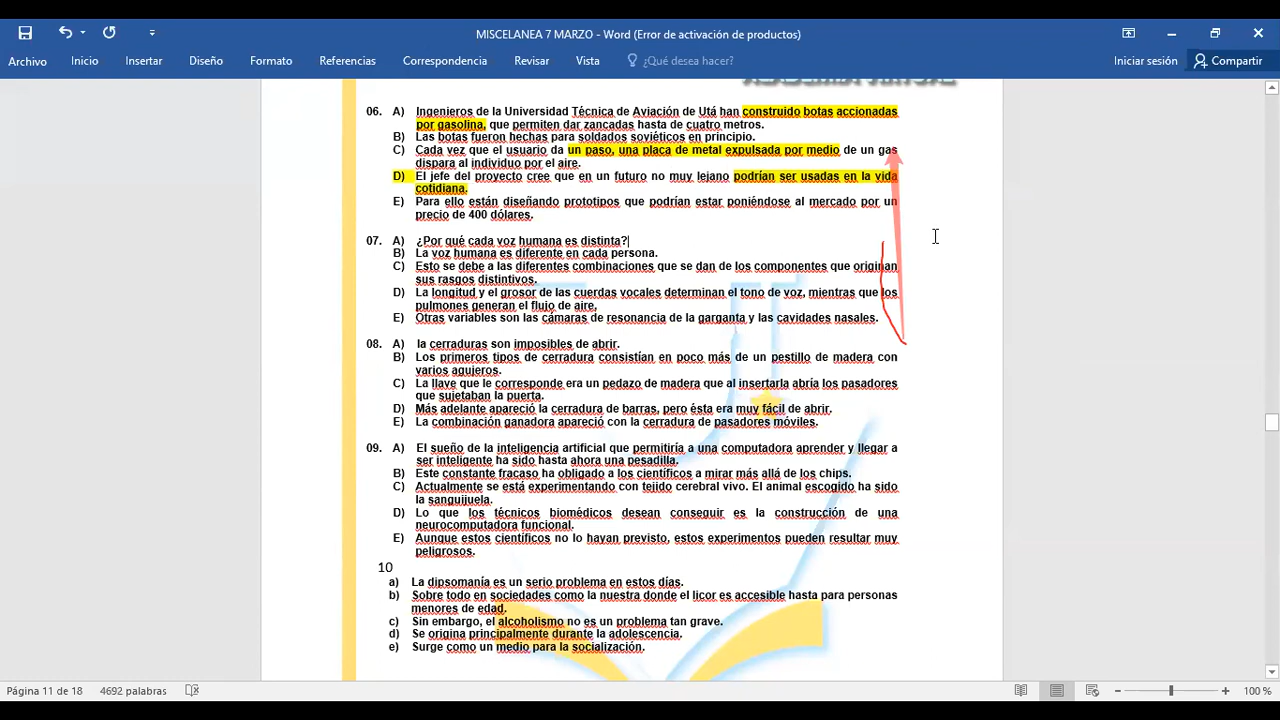 MISCELANEA 7 MARZO - Word (Error de activación de productos)
Archivo Inicio Insertar Diseño Formato Referencias Correspondencia Revisar Vista ¿Qué desea hacer? Iniciar sesión Compartir
ACADEMIA VIRTUAL
06. A) Ingenieros de la Universidad Técnica de Aviación de Utá han construido botas accionadas
por gasolina, que permiten dar zancadas hasta de cuatro metros.
B) Las botas fueron hechas para soldados soviéticos en principio.
C) Cada vez que el usuario da un paso, una placa de metal expulsada por medio de un gas
dispara al individuo por el aire.
D) El jefe del proyecto cree que en un futuro no muy lejano podrían ser usadas en la vida
cotidiana.
E) Para ello están diseñando prototipos que podrían estar poniéndose al mercado por un
precio de 400 dólares.
07. A) ¿Por qué cada voz humana es distinta?
B) La voz humana es diferente en cada persona.
C) Esto se debe a las diferentes combinaciones que se dan de los componentes que originan
sus rasgos distintivos.
D) La longitud y el grosor de las cuerdas vocales determinan el tono de voz, mientras que los
pulmones generan el flujo de aire.
E) Otras variables son las cámaras de resonancia de la garganta y las cavidades nasales.
08. A) la cerraduras son imposibles de abrir.
B) Los primeros tipos de cerradura consistían en poco más de un pestillo de madera con
varios agujeros.
C) La llave que le corresponde era un pedazo de madera que al insertarla abría los pasadores
que sujetaban la puerta.
D) Más adelante apareció la cerradura de barras, pero ésta era muy fácil de abrir.
E) La combinación ganadora apareció con la cerradura de pasadores móviles.
09. A) El sueño de la inteligencia artificial que permitiría a una computadora aprender y llegar a
ser inteligente ha sido hasta ahora una pesadilla.
B) Este constante fracaso ha obligado a los científicos a mirar más allá de los chips.
C) Actualmente se está experimentando con tejido cerebral vivo. El animal escogido ha sido
la sanguijuela.
D) Lo que los técnicos biomédicos desean conseguir es la construcción de una
neurocomputadora funcional.
E) Aunque estos científicos no lo hayan previsto, estos experimentos pueden resultar muy
peligrosos.
10
a) La dipsomanía es un serio problema en estos días.
b) Sobre todo en sociedades como la nuestra donde el licor es accesible hasta para personas
menores de edad.
c) Sin embargo, el alcoholismo no es un problema tan grave.
d) Se origina principalmente durante la adolescencia.
e) Surge como un medio para la socialización.
Página 11 de 18 4692 palabras 100 %